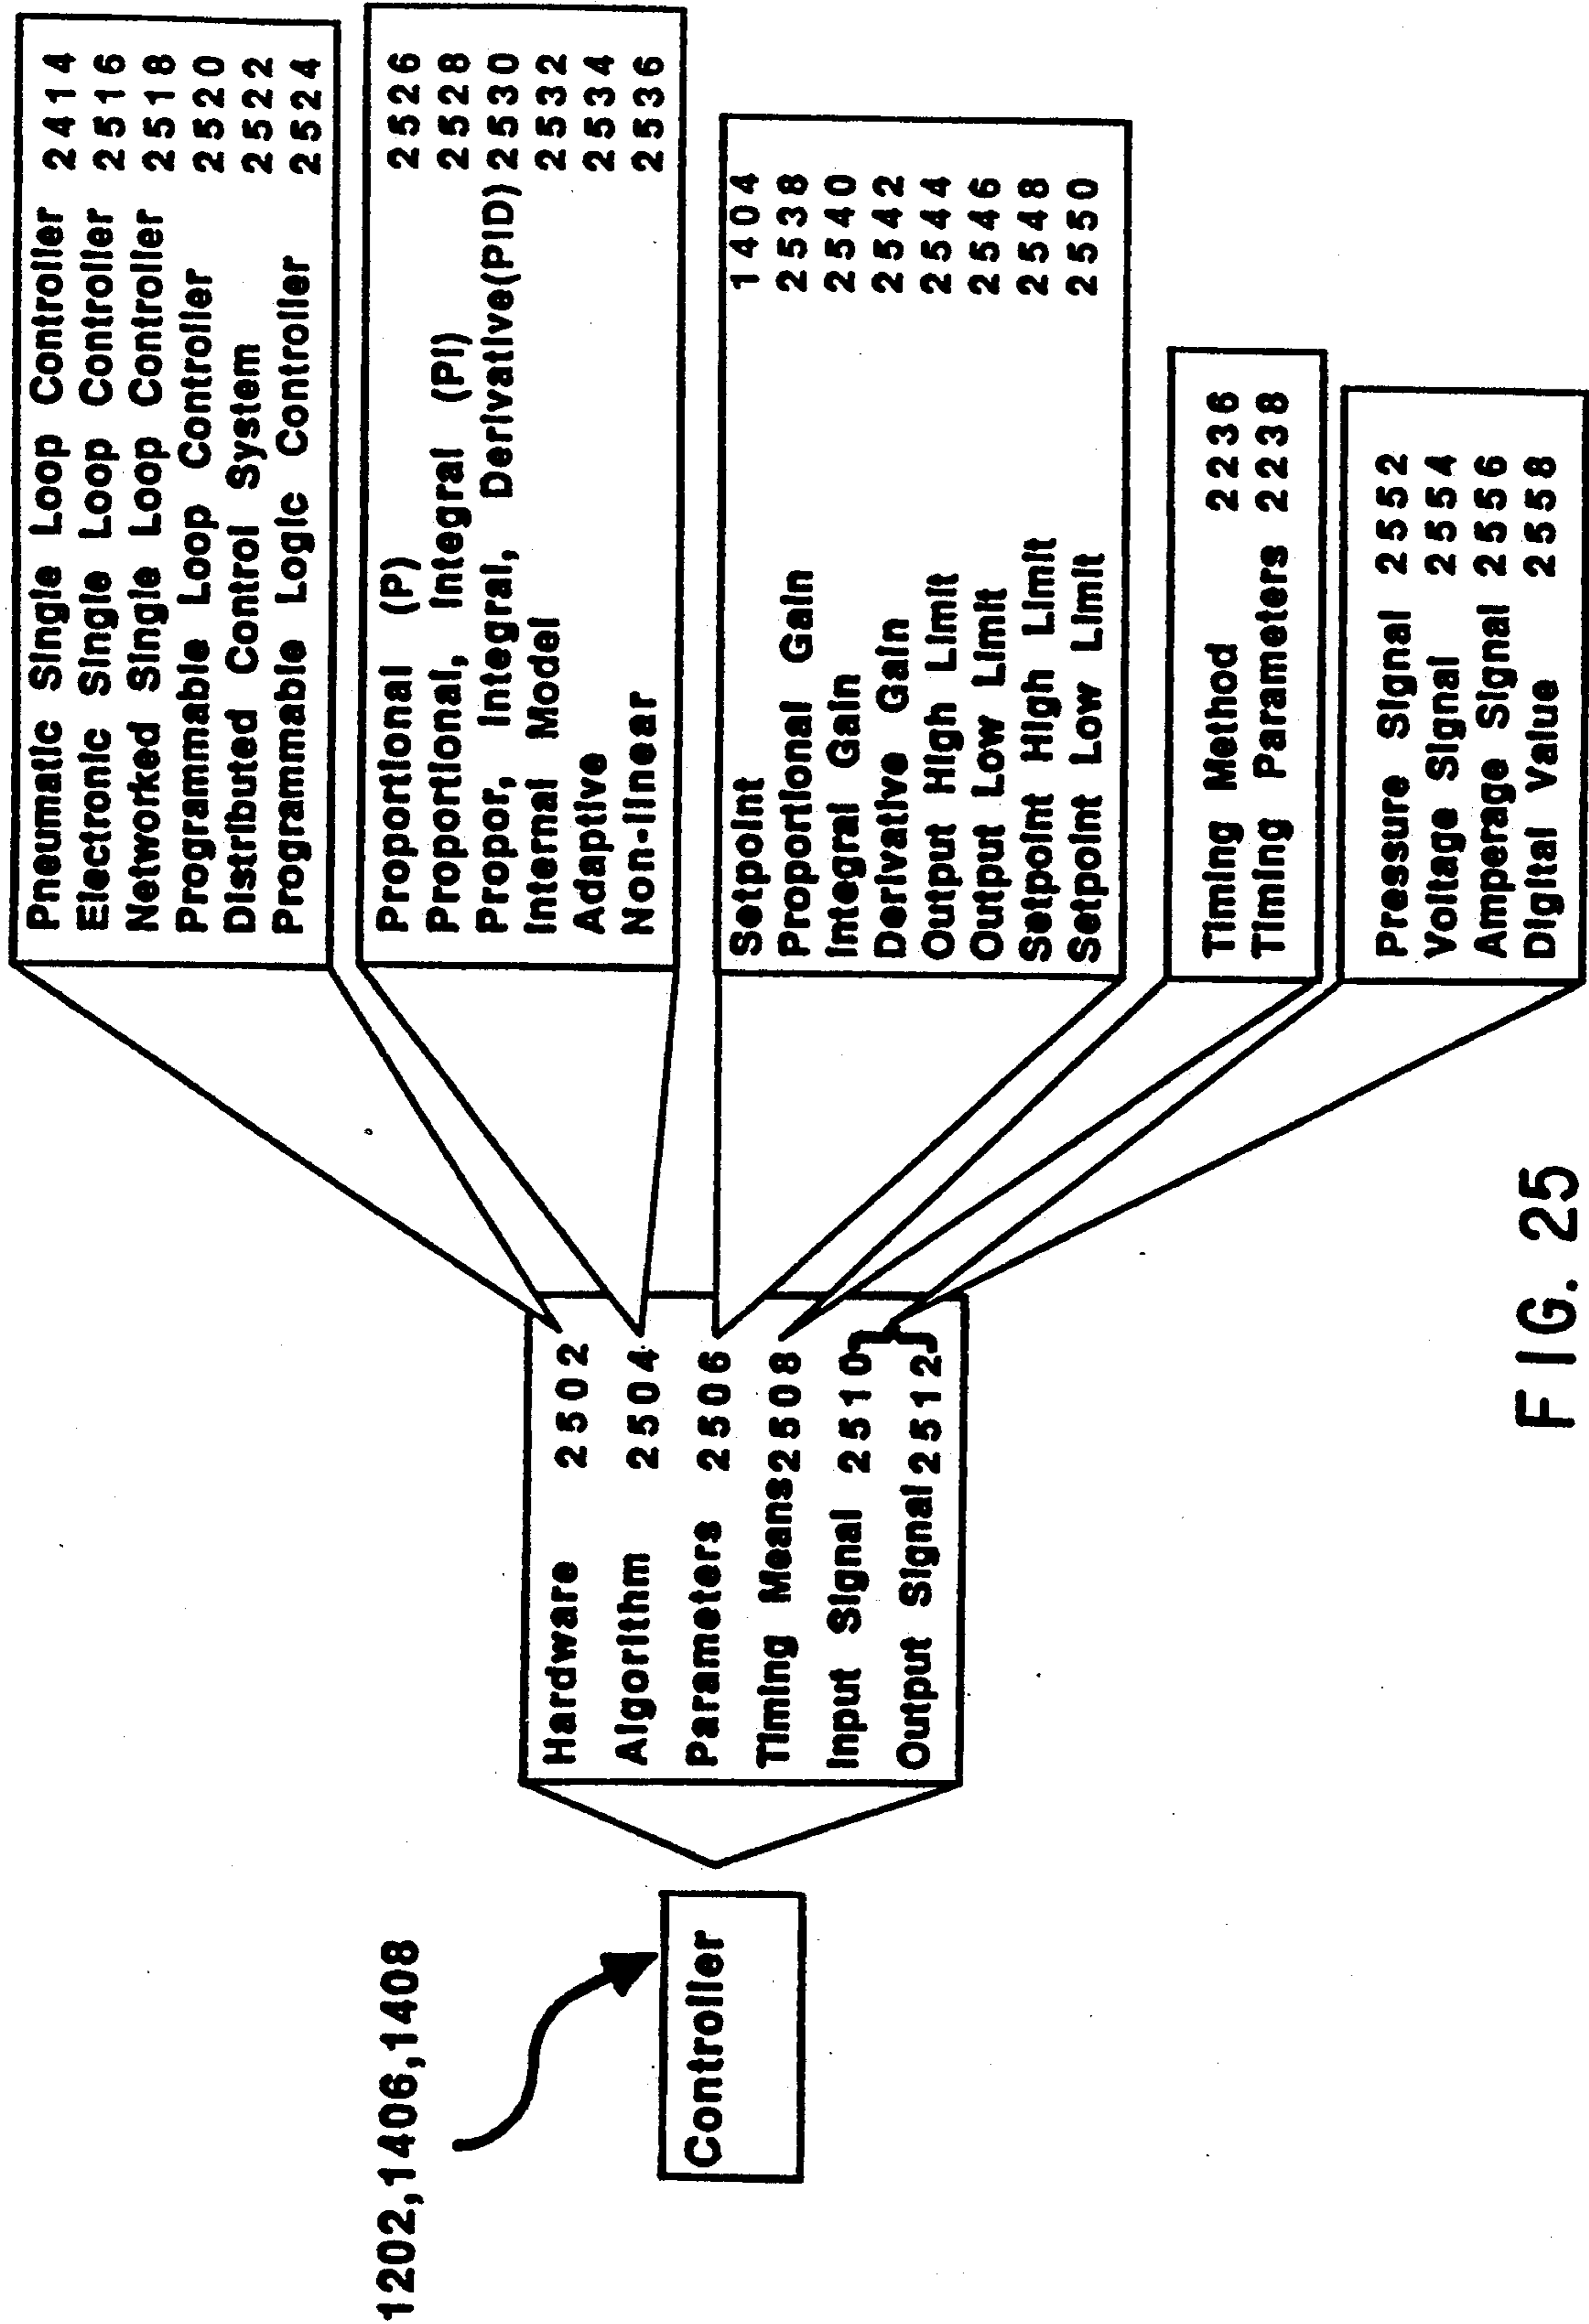 1202,1406,1408
Controller
Hardware 2502
Algorithm 2504
Parameters 2506
Timing Means 2508
Input Signal 2510
Output Signal 2512
Pneumatic Single Loop Controller 2414
Electronic Single Loop Controller 2516
Networked Single Loop Controller 2518
Programmable Loop Controller 2520
Distributed Control System 2522
Programmable Logic Controller 2524
Proportional (P) 2526
Proportional, Integral (PI) 2528
Propor, Integral, Derivative(PID) 2530
Internal Model 2532
Adaptive 2534
Non-linear 2536
Setpoint 1404
Proportional Gain 2538
Integral Gain 2540
Derivative Gain 2542
Output High Limit 2544
Output Low Limit 2546
Setpoint High Limit 2548
Setpoint Low Limit 2550
Timing Method 2236
Timing Parameters 2238
Pressure Signal 2552
Voltage Signal 2554
Amperage Signal 2556
Digital Value 2558
FIG. 25